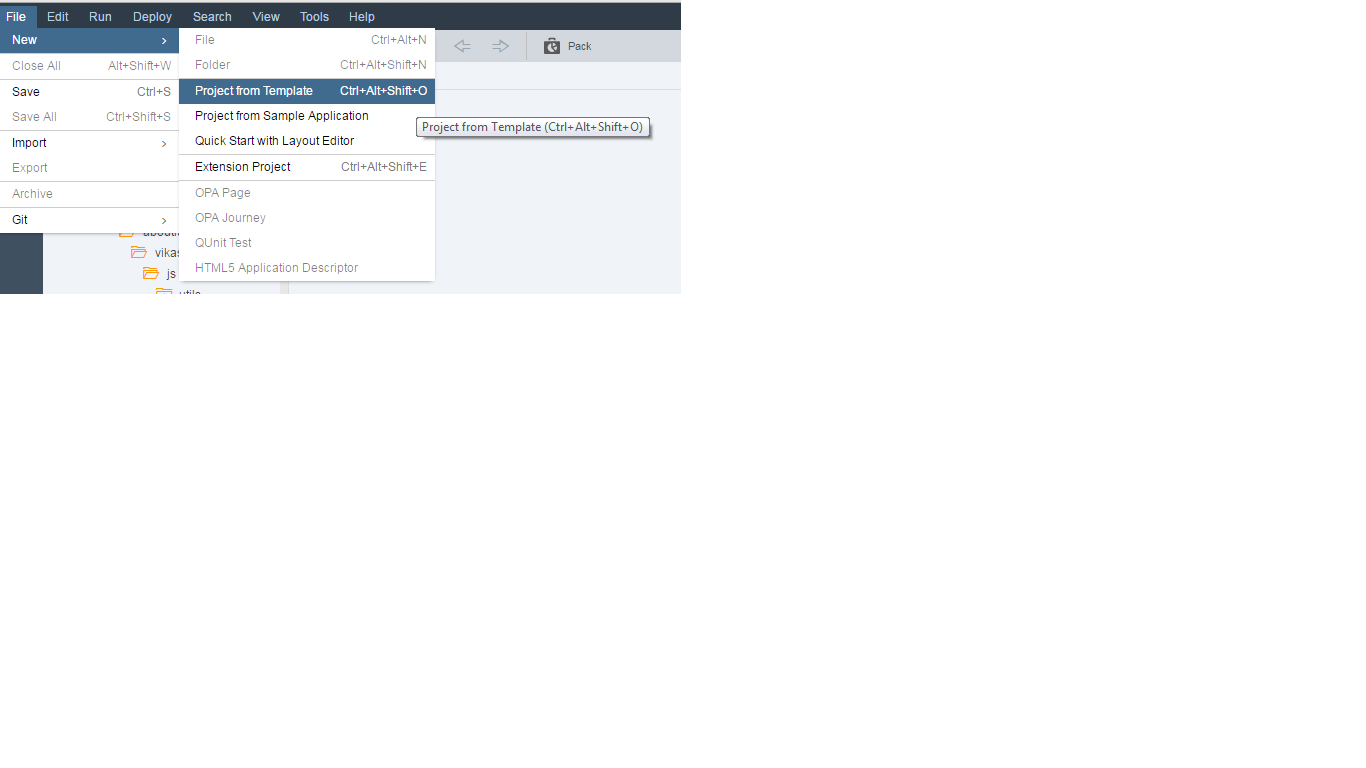 File Edit Run Deploy Search View Tools Help
New
Close All Alt+Shift+W
Save Ctrl+S
Save All Ctrl+Shift+S
Import
Export
Archive
Git
File Ctrl+Alt+N
Folder Ctrl+Alt+Shift+N
Project from Template Ctrl+Alt+Shift+O
Project from Sample Application
Quick Start with Layout Editor
Extension Project Ctrl+Alt+Shift+E
OPA Page
OPA Journey
QUnit Test
HTML5 Application Descriptor
Pack
Project from Template (Ctrl+Alt+Shift+O)
vikas
js